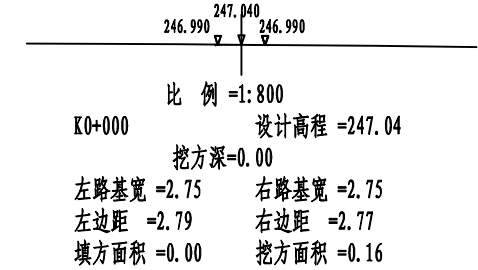 247.040
246.990 246.990
比 例 =1:800
K0+000 设计高程 =247.04
挖方深=0.00
左路基宽 =2.75 右路基宽 =2.75
左边距 =2.79 右边距 =2.77
填方面积 =0.00 挖方面积 =0.16